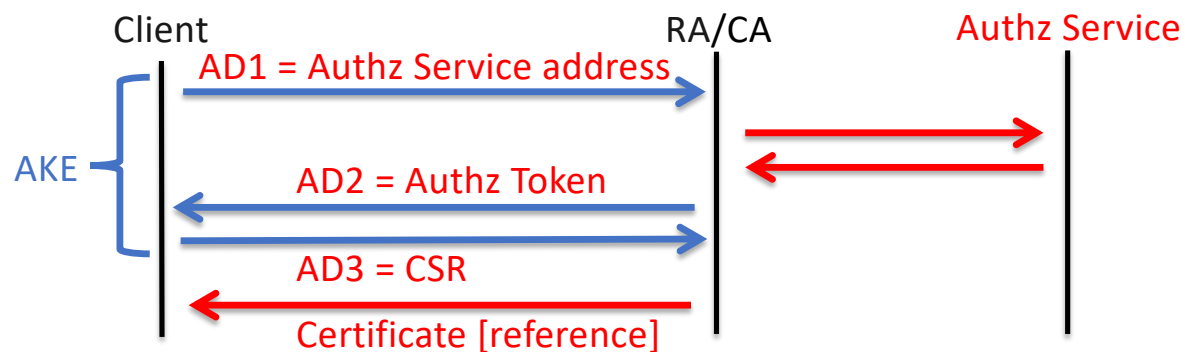 Client
RA/CA
Authz Service
AD1 = Authz Service address
AKE
AD2 = Authz Token
AD3 = CSR
Certificate [reference]